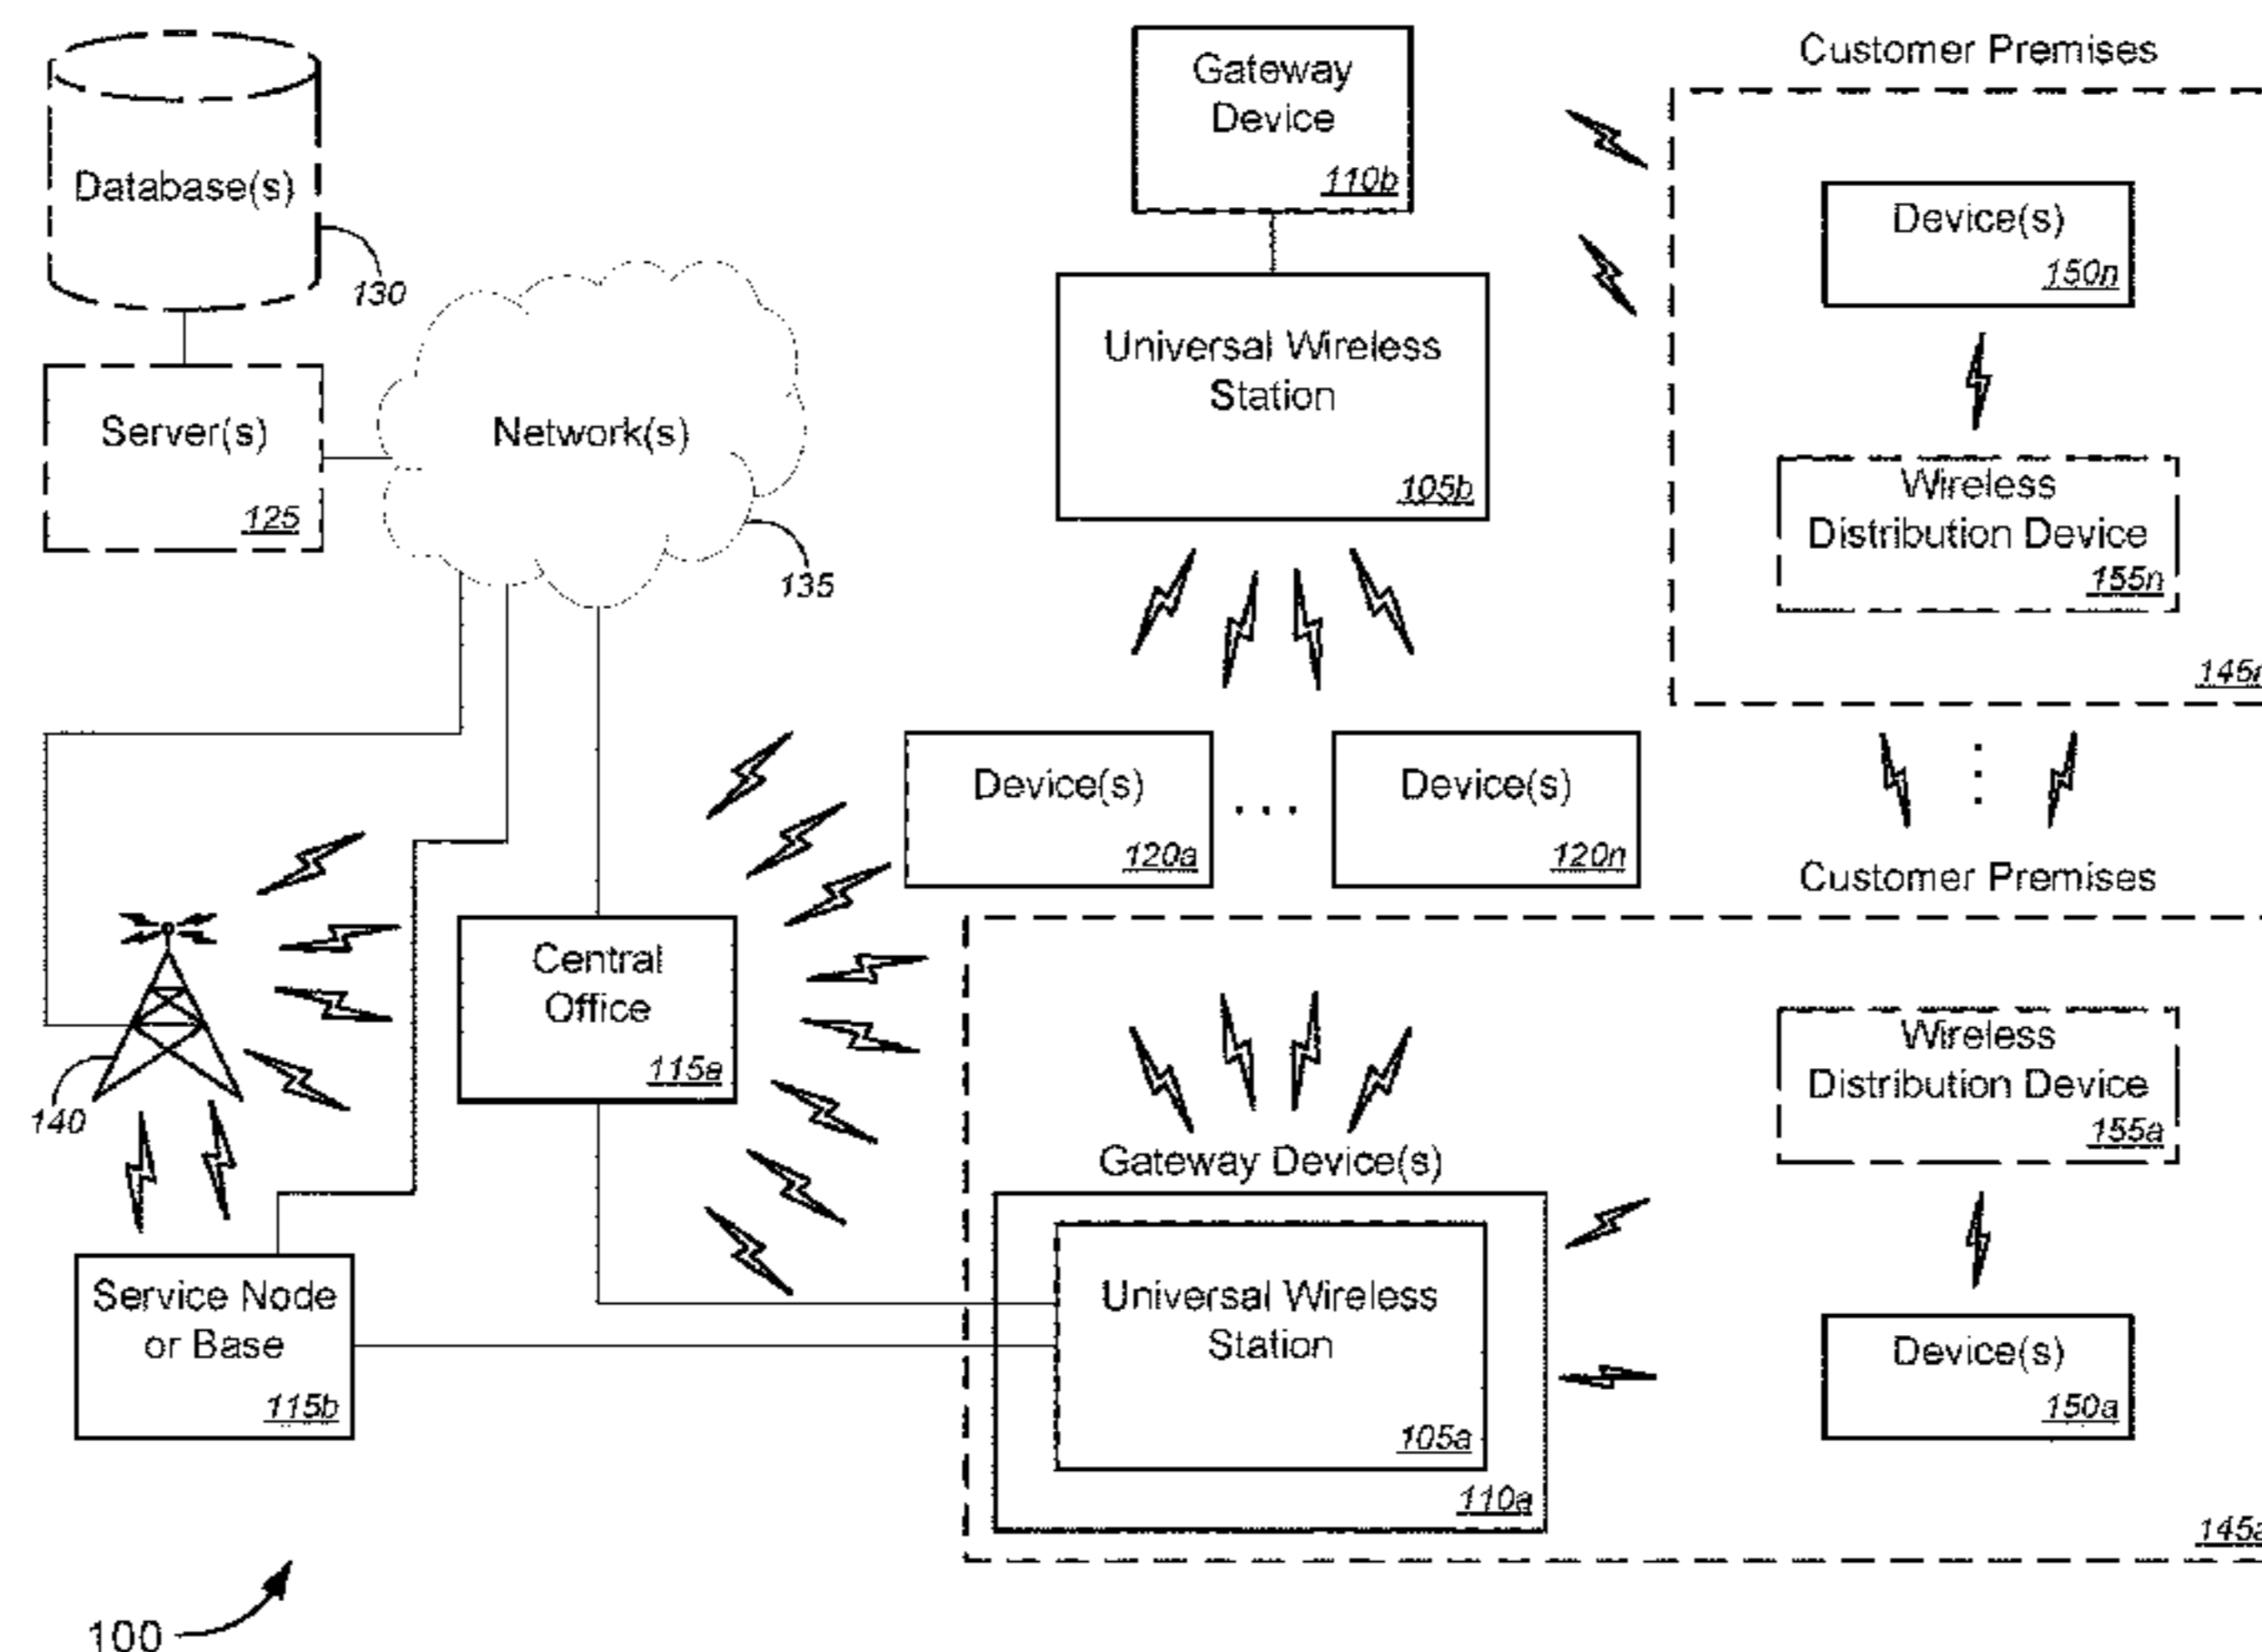 Database(s)
130
Server(s)
125
Network(s)
135
Gateway
Device
110b
Universal Wireless
Station
105b
Customer Premises
Device(s)
150n
Wireless
Distribution Device
155n
145n
Device(s)
120a
...
Device(s)
120n
140
Central
Office
115a
Service Node
or Base
115b
Customer Premises
Gateway Device(s)
Universal Wireless
Station
105a
110a
Wireless
Distribution Device
155a
Device(s)
150a
145a
100